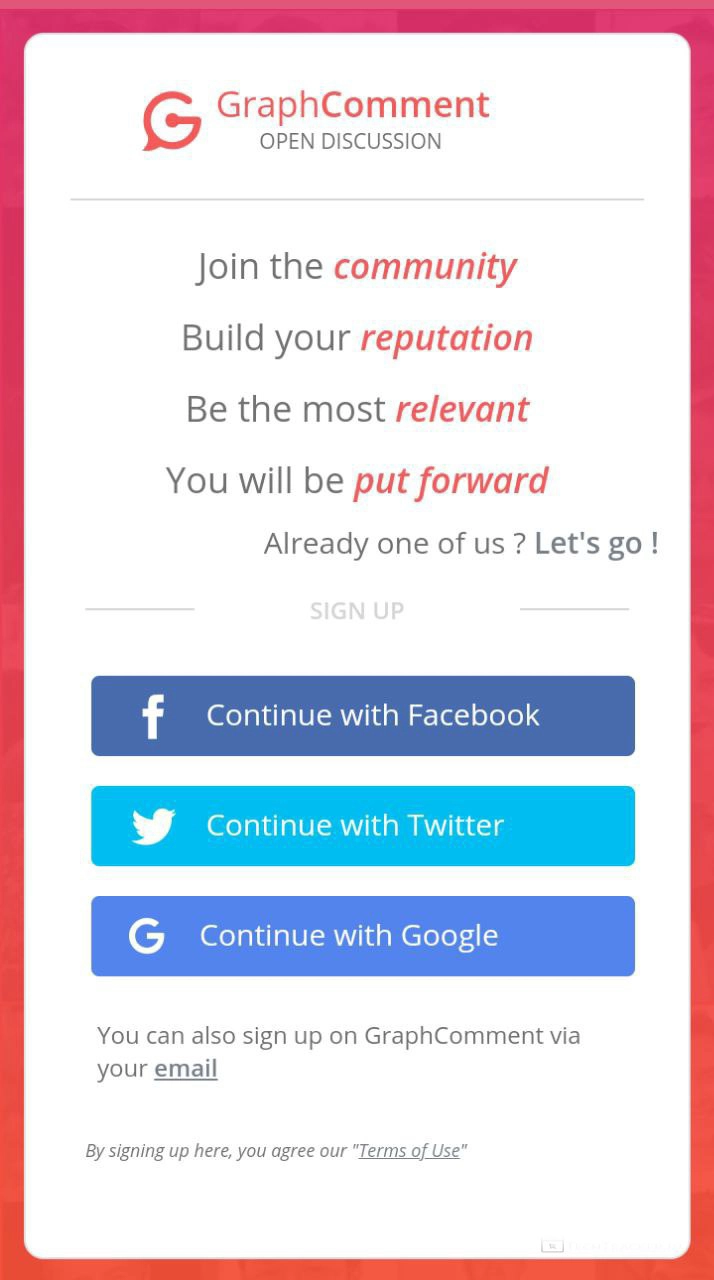 GraphComment
OPEN DISCUSSION
Join the community
Build your reputation
Be the most relevant
You will be put forward
Already one of us ? Let's go !
SIGN UP
Continue with Facebook
Continue with Twitter
Continue with Google
You can also sign up on GraphComment via
your email
By signing up here, you agree our "Terms of Use"